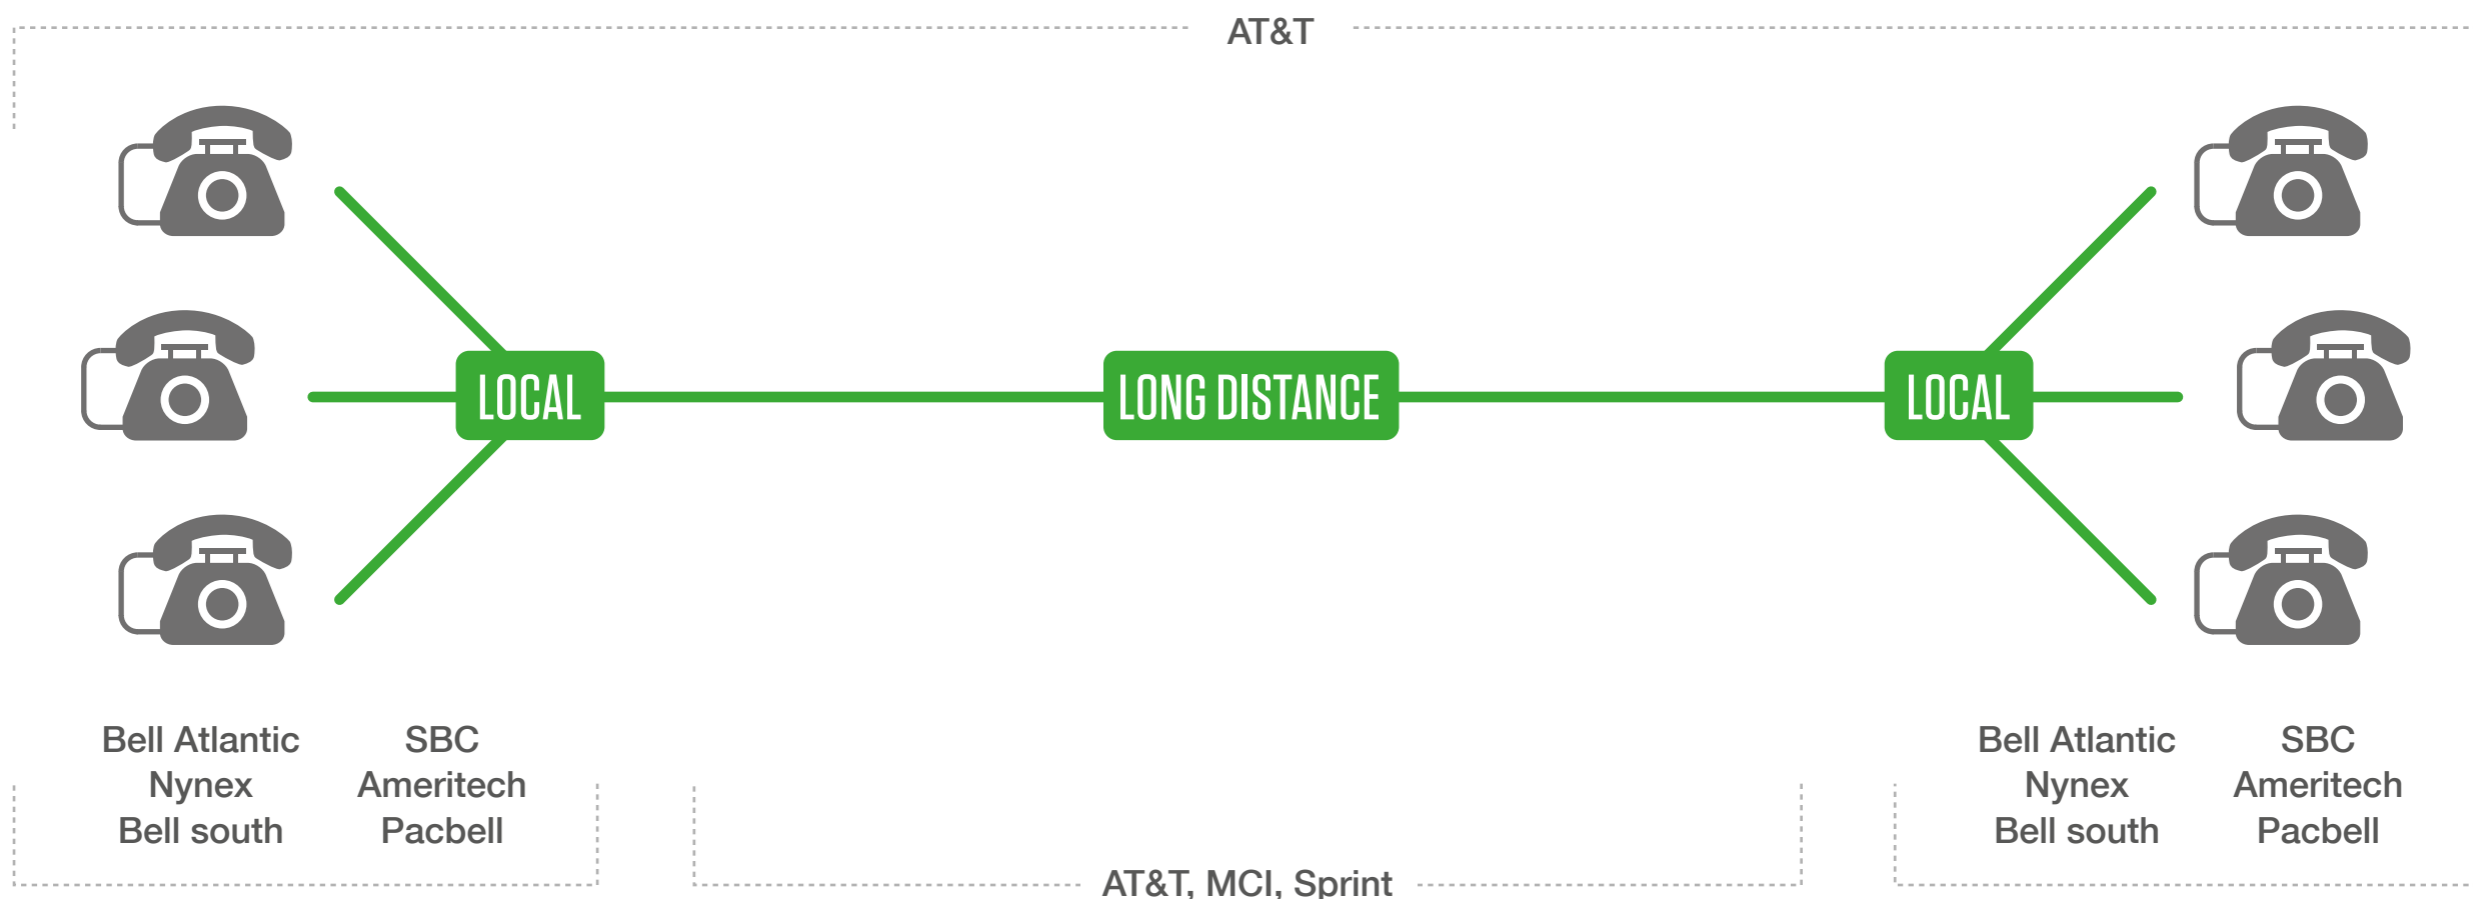 AT&T
LOCAL
LONG DISTANCE
LOCAL
Bell Atlantic
Nynex
Bell south
SBC
Ameritech
Pacbell
AT&T, MCI, Sprint
Bell Atlantic
Nynex
Bell south
SBC
Ameritech
Pacbell